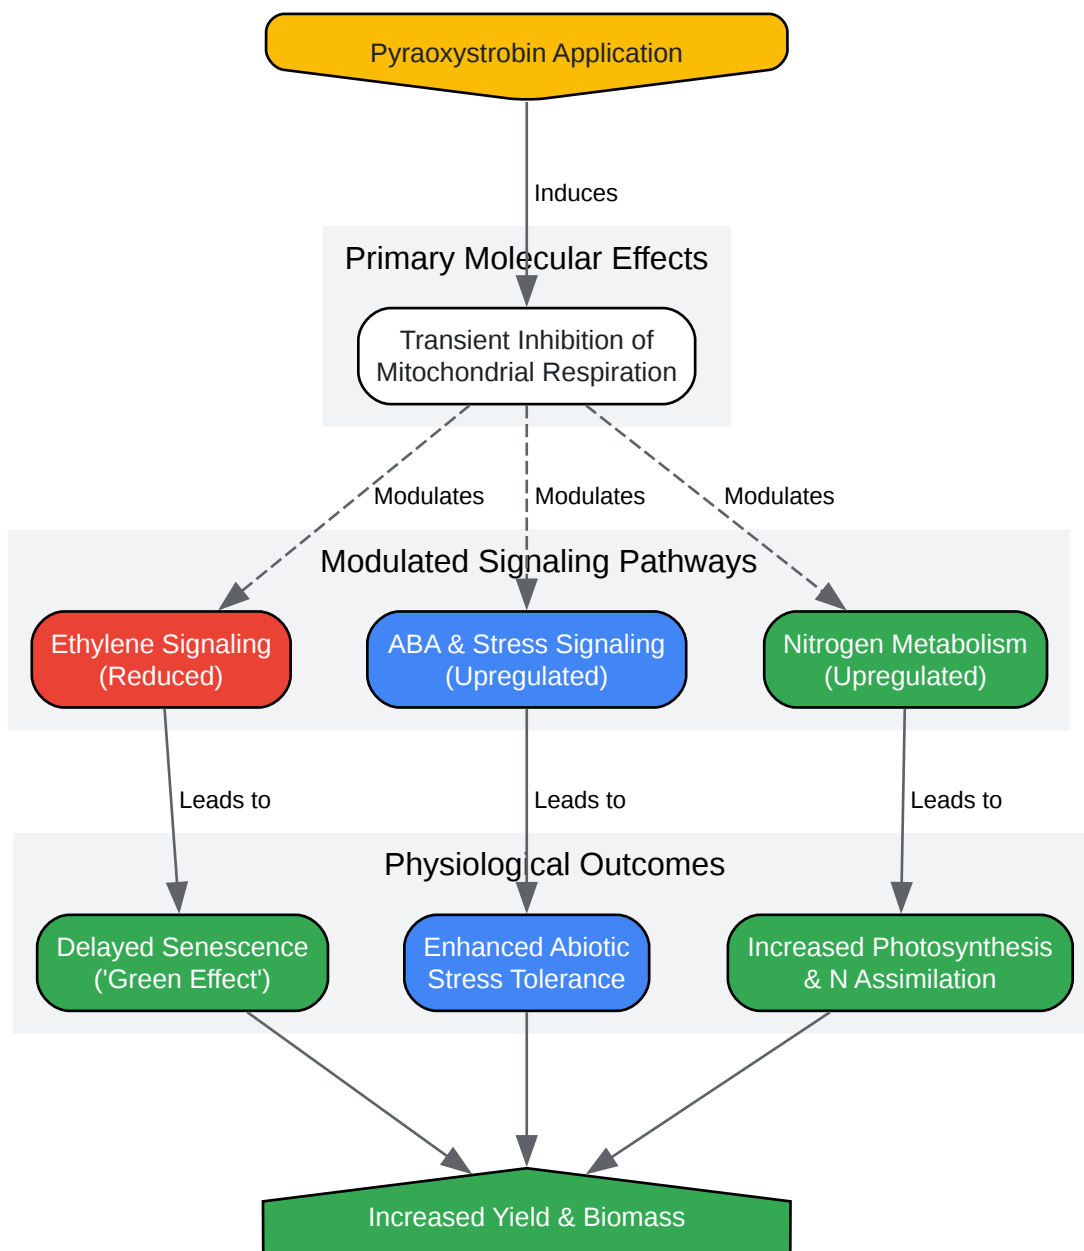 Pyraoxystrobin Application
Induces
Primary Molecular Effects
Transient Inhibition of
Mitochondrial Respiration
Modulates
Modulates
Modulates
Modulated Signaling Pathways
Ethylene Signaling
(Reduced)
ABA & Stress Signaling
(Upregulated)
Nitrogen Metabolism
(Upregulated)
Leads to
Leads to
Leads to
Physiological Outcomes
Delayed Senescence
('Green Effect')
Enhanced Abiotic
Stress Tolerance
Increased Photosynthesis
& N Assimilation
Increased Yield & Biomass